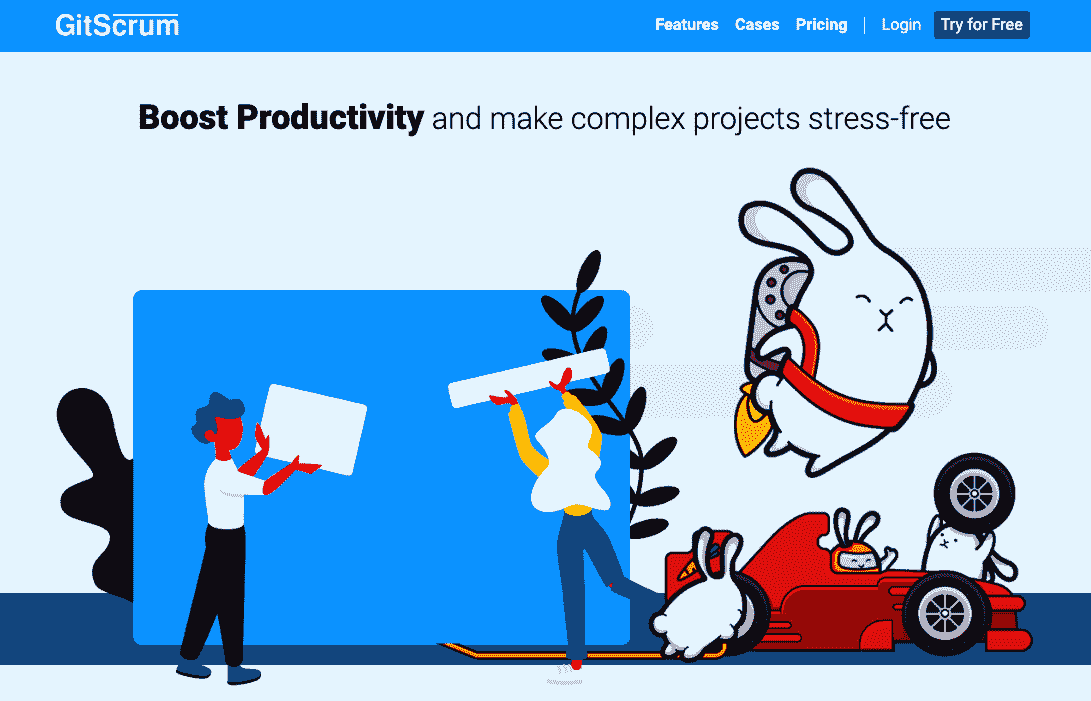 GitScrum
Features Cases Pricing | Login Try for Free
Boost Productivity and make complex projects stress-free